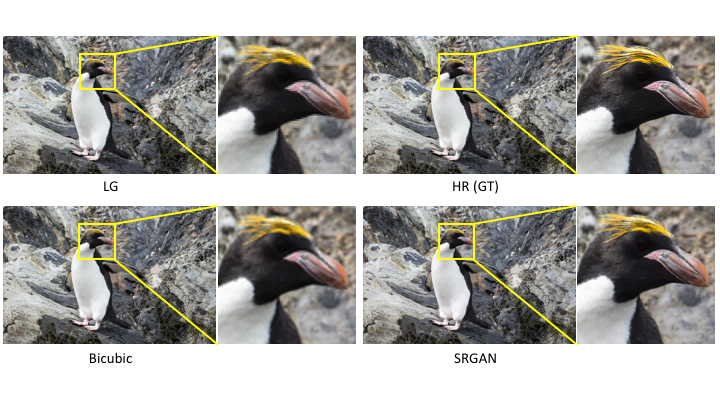 LG
HR (GT)
Bicubic
SRGAN